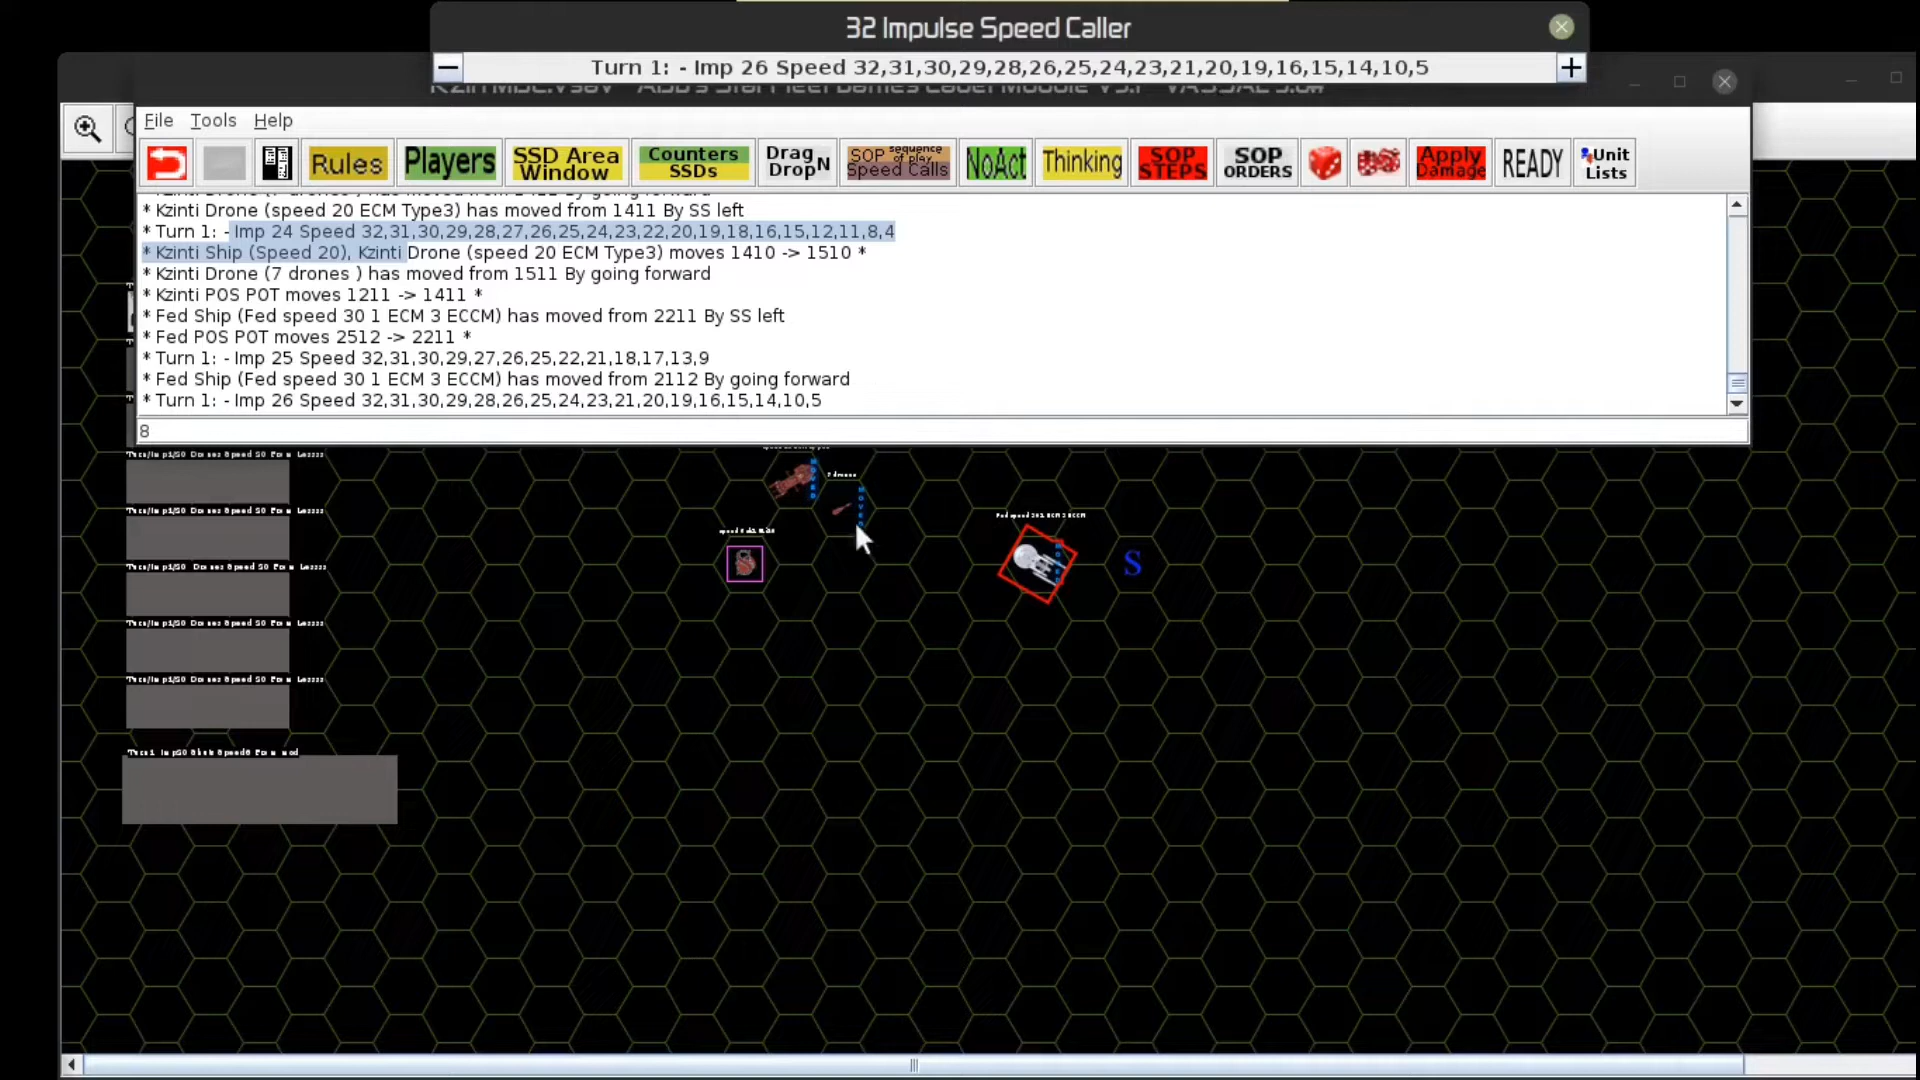 32 Impulse Speed Caller
Turn 1: - Imp 26 Speed 32,31,30,29,28,26,25,24,23,21,20,19,16,15,14,10,5
File Tools Help
Rules
Players
SSD Area Window
Counters SSDs
Drag N Drop
SOP sequence of play Speed Calls
NoAct
Thinking
SOP STEPS
SOP ORDERS
Apply Damage
READY
Unit Lists
* Kzinti Drone (speed 20 ECM Type3) has moved from 1411 By SS left
* Turn 1: - Imp 24 Speed 32,31,30,29,28,27,26,25,24,23,22,20,19,18,16,15,12,11,8,4
* Kzinti Ship (Speed 20), Kzinti Drone (speed 20 ECM Type3) moves 1410 -> 1510 *
* Kzinti Drone (7 drones ) has moved from 1511 By going forward
* Kzinti POS POT moves 1211 -> 1411 *
* Fed Ship (Fed speed 30 1 ECM 3 ECCM) has moved from 2211 By SS left
* Fed POS POT moves 2512 -> 2211 *
* Turn 1: - Imp 25 Speed 32,31,30,29,27,26,25,22,21,18,17,13,9
* Fed Ship (Fed speed 30 1 ECM 3 ECCM) has moved from 2112 By going forward
* Turn 1: - Imp 26 Speed 32,31,30,29,28,26,25,24,23,21,20,19,16,15,14,10,5
8
7 drones
Fed speed 30 1 ECM 3 ECCM
S